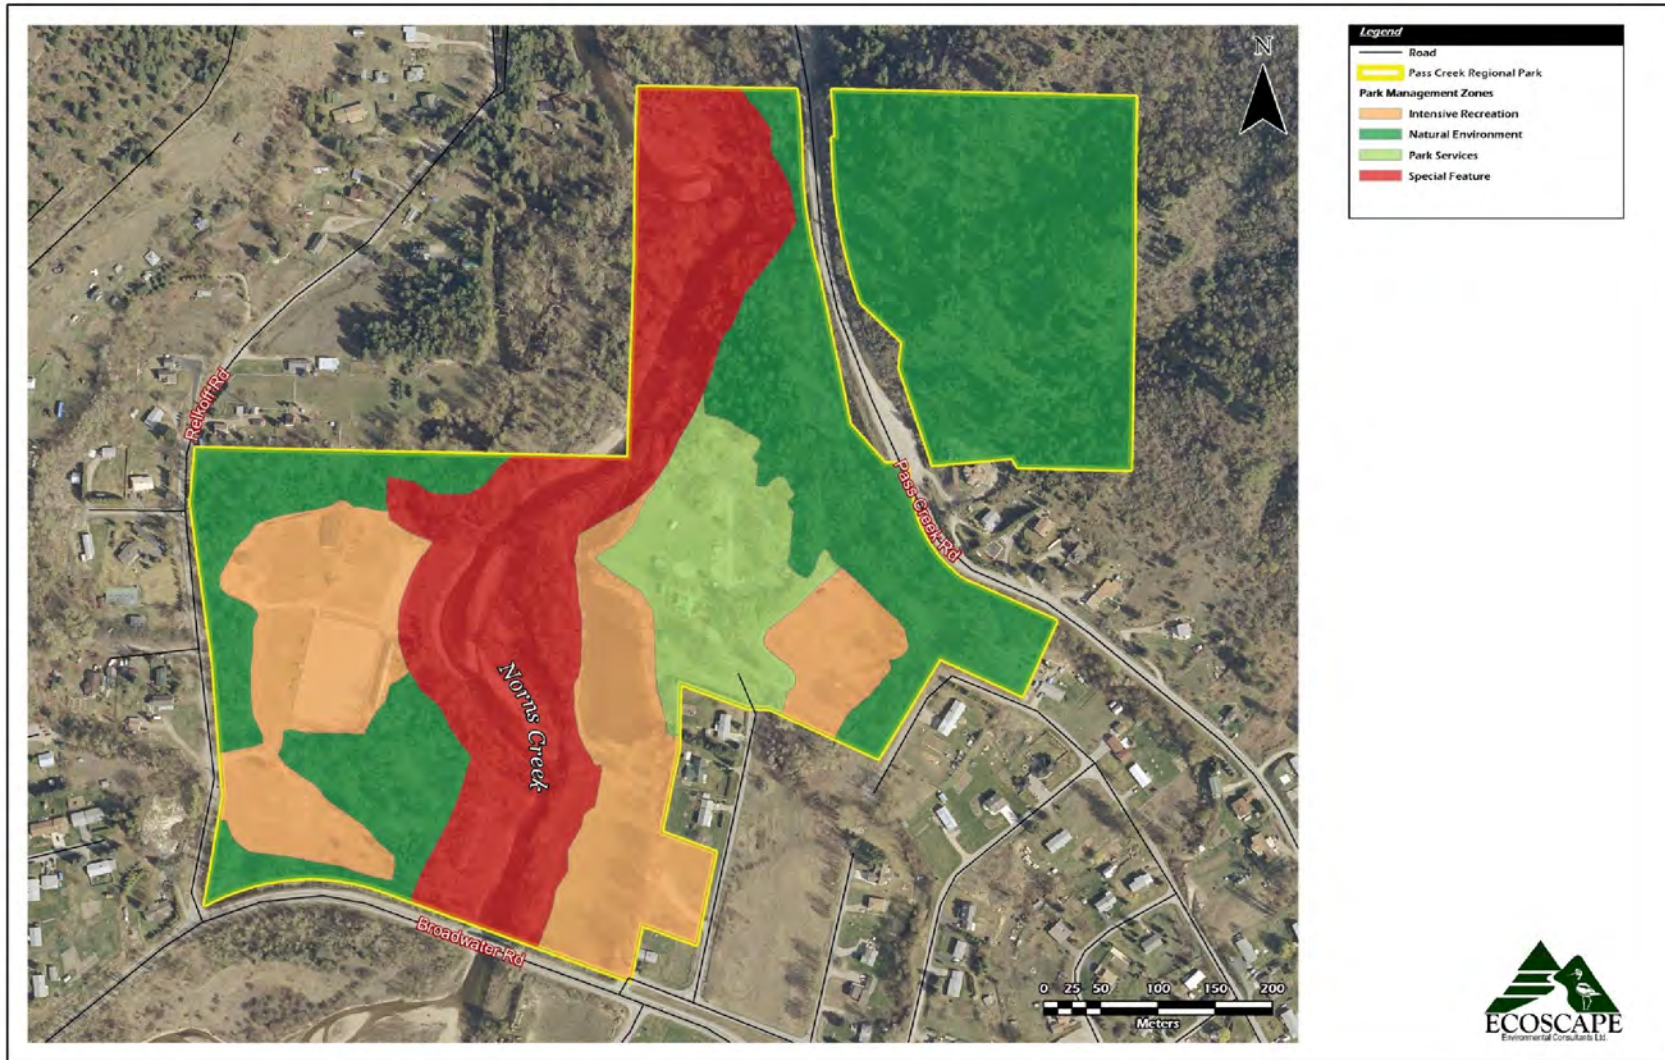 N
Legend
Road
Pass Creek Regional Park
Park Management Zones
Intensive Recreation
Natural Environment
Park Services
Special Feature
Relkoff Rd
Pass Creek Rd
Norns Creek
Broadwater Rd
0 25 50 100 150 200
Meters
ECOSCAPE
Environmental Consultants Ltd.